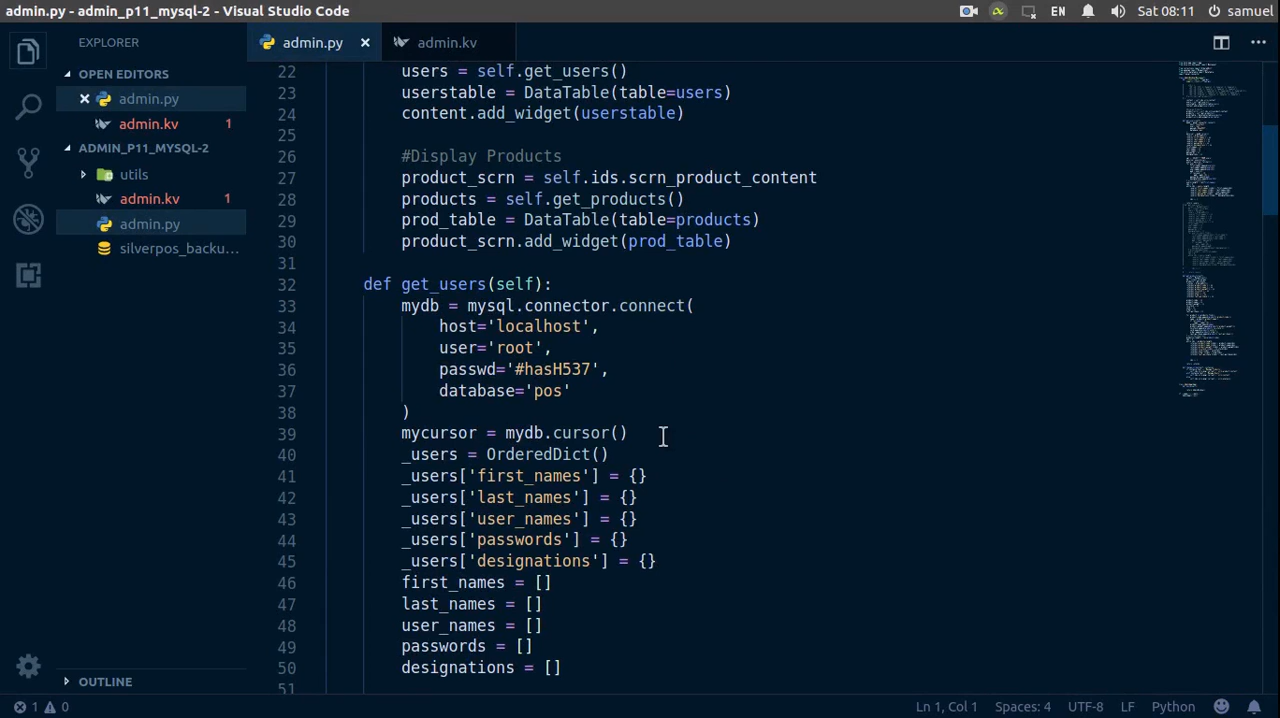 admin.py - admin_p11_mysql-2 - Visual Studio Code
EN
Sat 08:11
samuel
EXPLORER
OPEN EDITORS
admin.py
admin.kv 1
ADMIN_P11_MYSQL-2
utils
admin.kv 1
admin.py
silverpos_backu...
OUTLINE
admin.py
admin.kv
22 users = self.get_users()
23 userstable = DataTable(table=users)
24 content.add_widget(userstable)
25
26 #Display Products
27 product_scrn = self.ids.scrn_product_content
28 products = self.get_products()
29 prod_table = DataTable(table=products)
30 product_scrn.add_widget(prod_table)
31
32 def get_users(self):
33 mydb = mysql.connector.connect(
34 host='localhost',
35 user='root',
36 passwd='#hasH537',
37 database='pos'
38 )
39 mycursor = mydb.cursor()
40 _users = OrderedDict()
41 _users['first_names'] = {}
42 _users['last_names'] = {}
43 _users['user_names'] = {}
44 _users['passwords'] = {}
45 _users['designations'] = {}
46 first_names = []
47 last_names = []
48 user_names = []
49 passwords = []
50 designations = []
51
1 0
Ln 1, Col 1
Spaces: 4
UTF-8
LF
Python